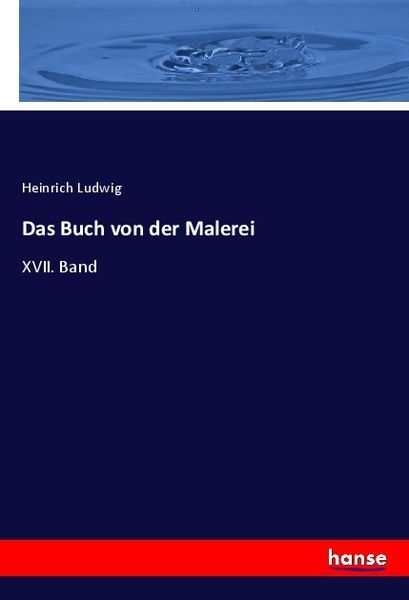 Heinrich Ludwig
Das Buch von der Malerei
XVII. Band
hanse